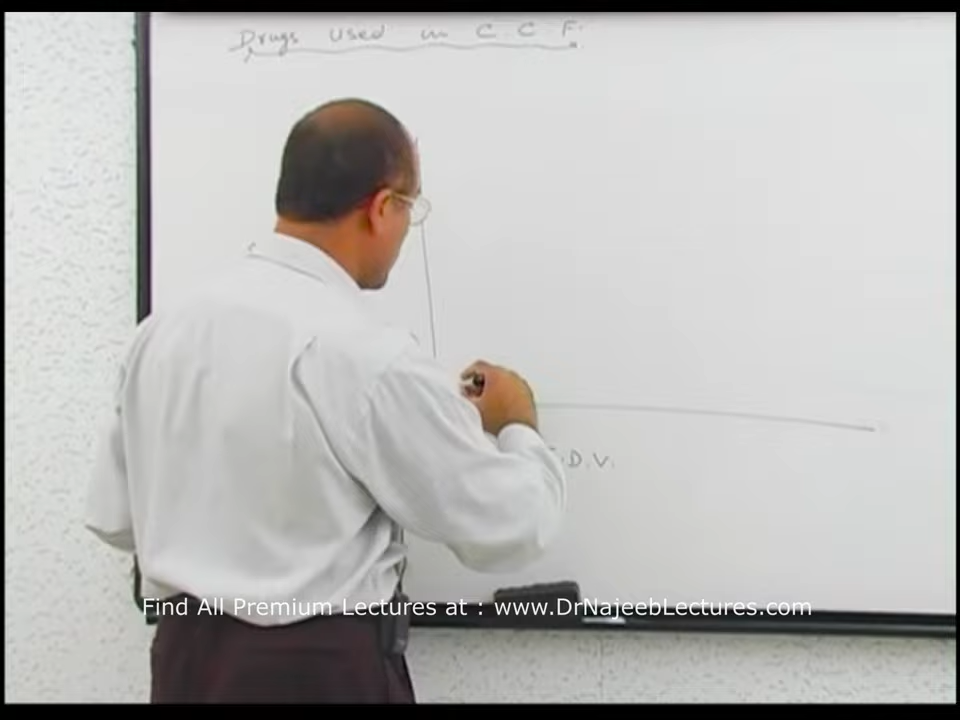 Drugs used in C C F.
D.V.
Find All Premium Lectures at : www.DrNajeebLectures.com